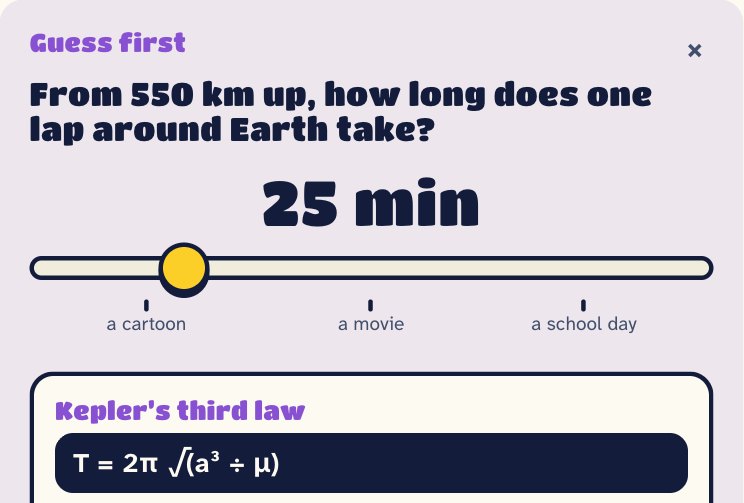 Guess first
×
From 550 km up, how long does one
lap around Earth take?
25 min
a cartoon
a movie
a school day
Kepler's third law
T = 2π √(a³ ÷ μ)